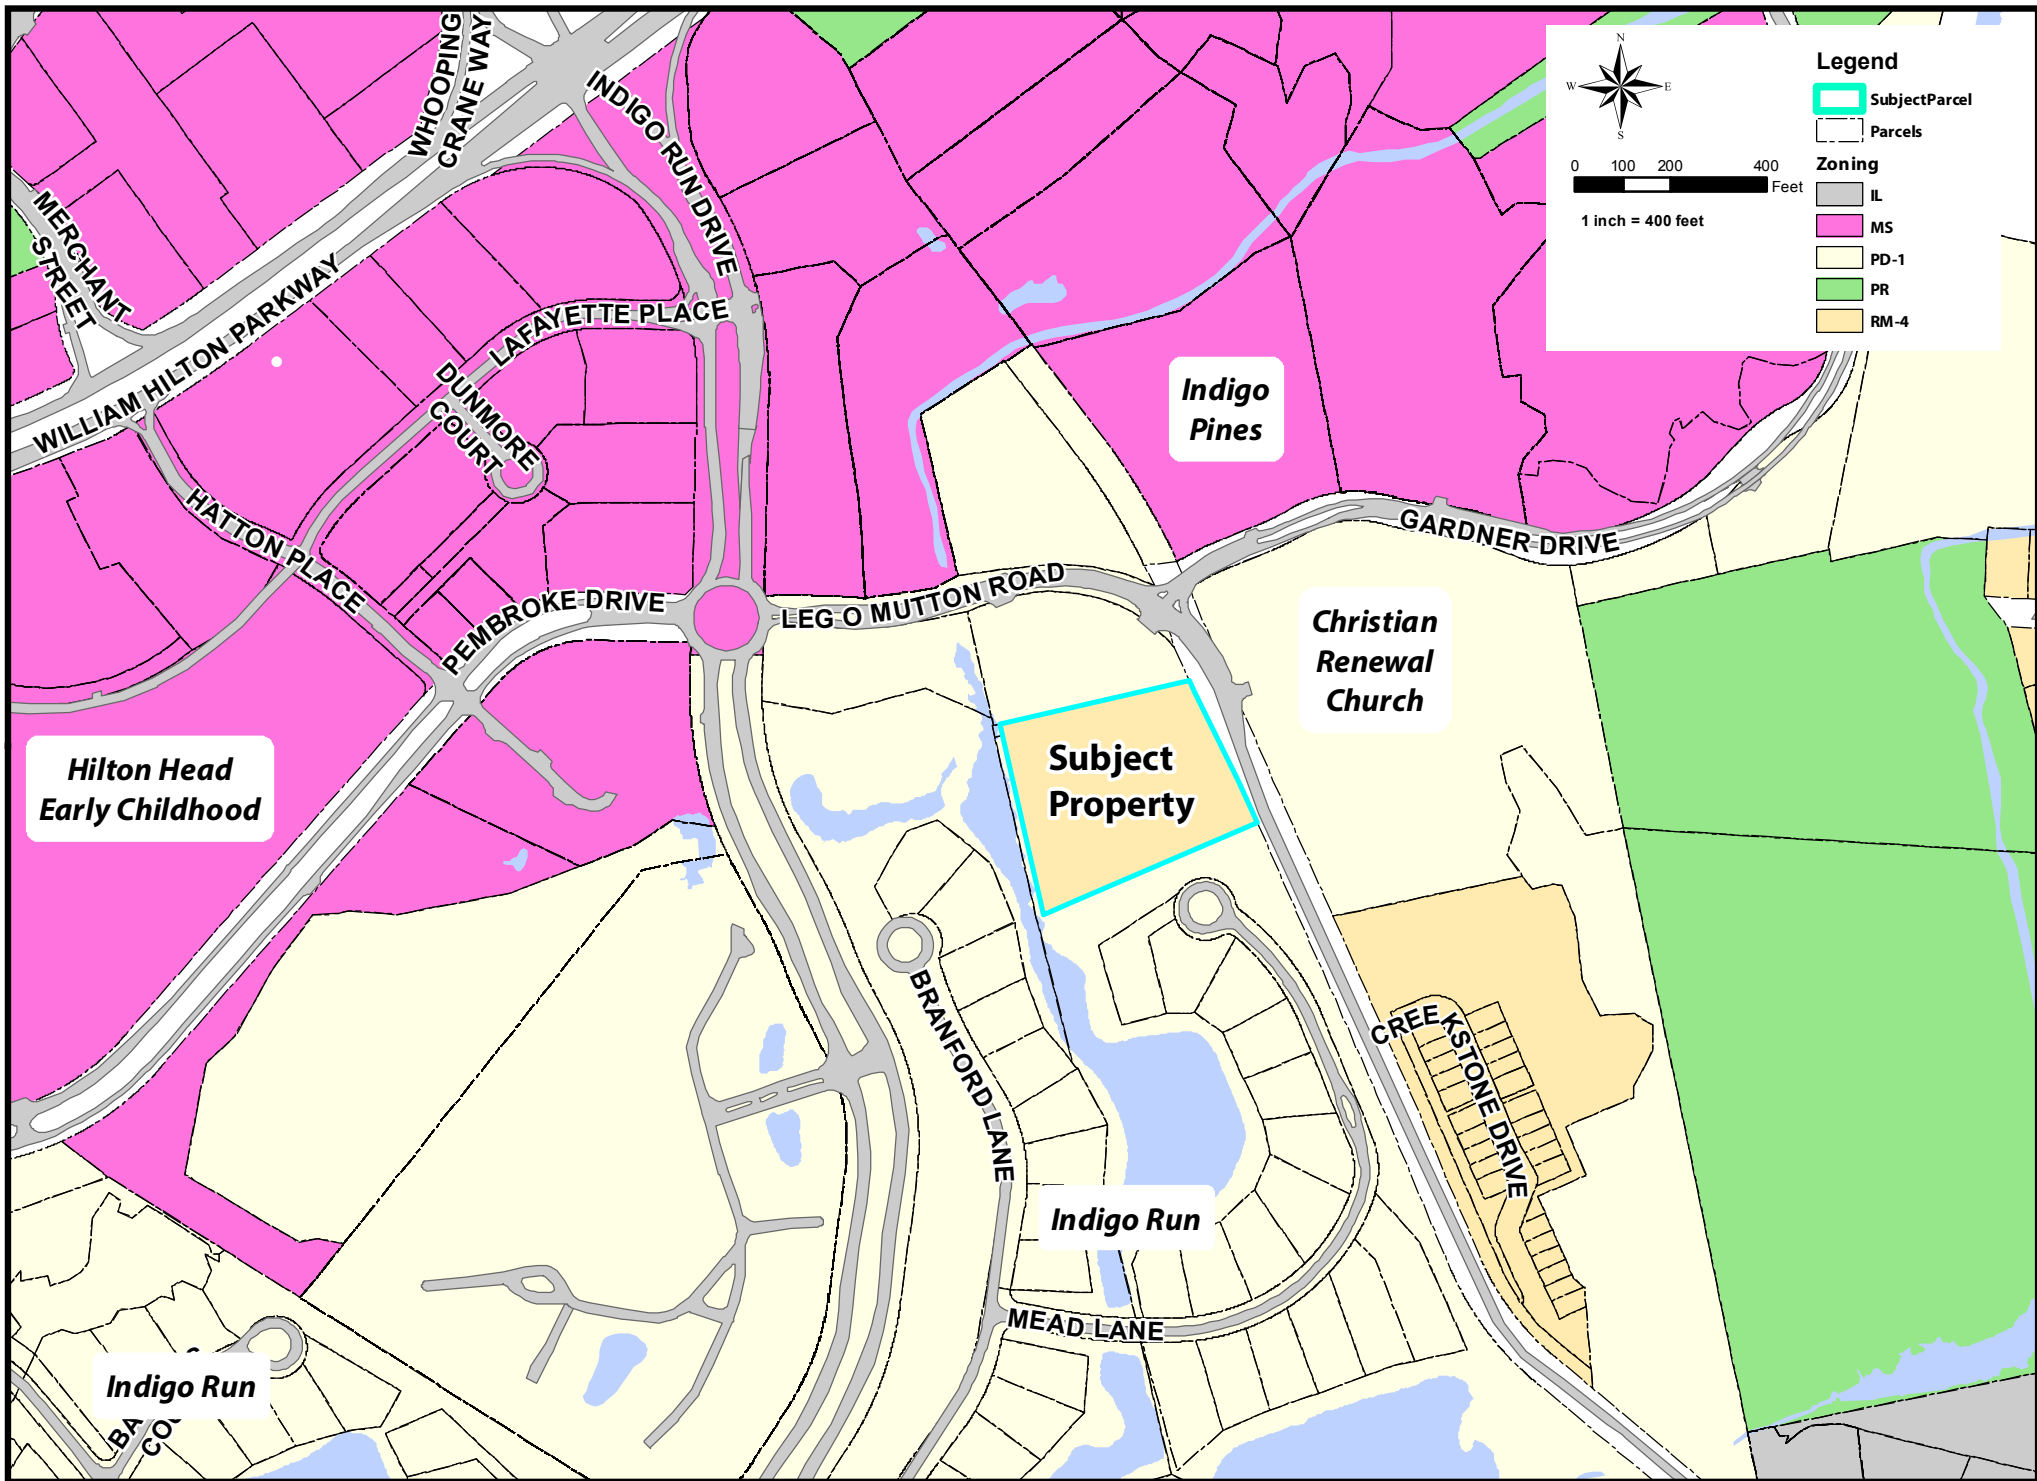 WHOOPING
CRANE WAY
INDIGO RUN DRIVE
MERCHANT
STREET
WILLIAM HILTON PARKWAY
LAFAYETTE PLACE
DUNMORE
COURT
HATTON PLACE
PEMBROKE DRIVE
LEG O MUTTON ROAD
GARDNER DRIVE
Indigo
Pines
Christian
Renewal
Church
Hilton Head
Early Childhood
Subject
Property
BRANFORD LANE
CREEKSTONE DRIVE
Indigo Run
MEAD LANE
Indigo Run
N
W
E
S
0 100 200 400
Feet
1 inch = 400 feet
Legend
SubjectParcel
Parcels
Zoning
IL
MS
PD-1
PR
RM-4